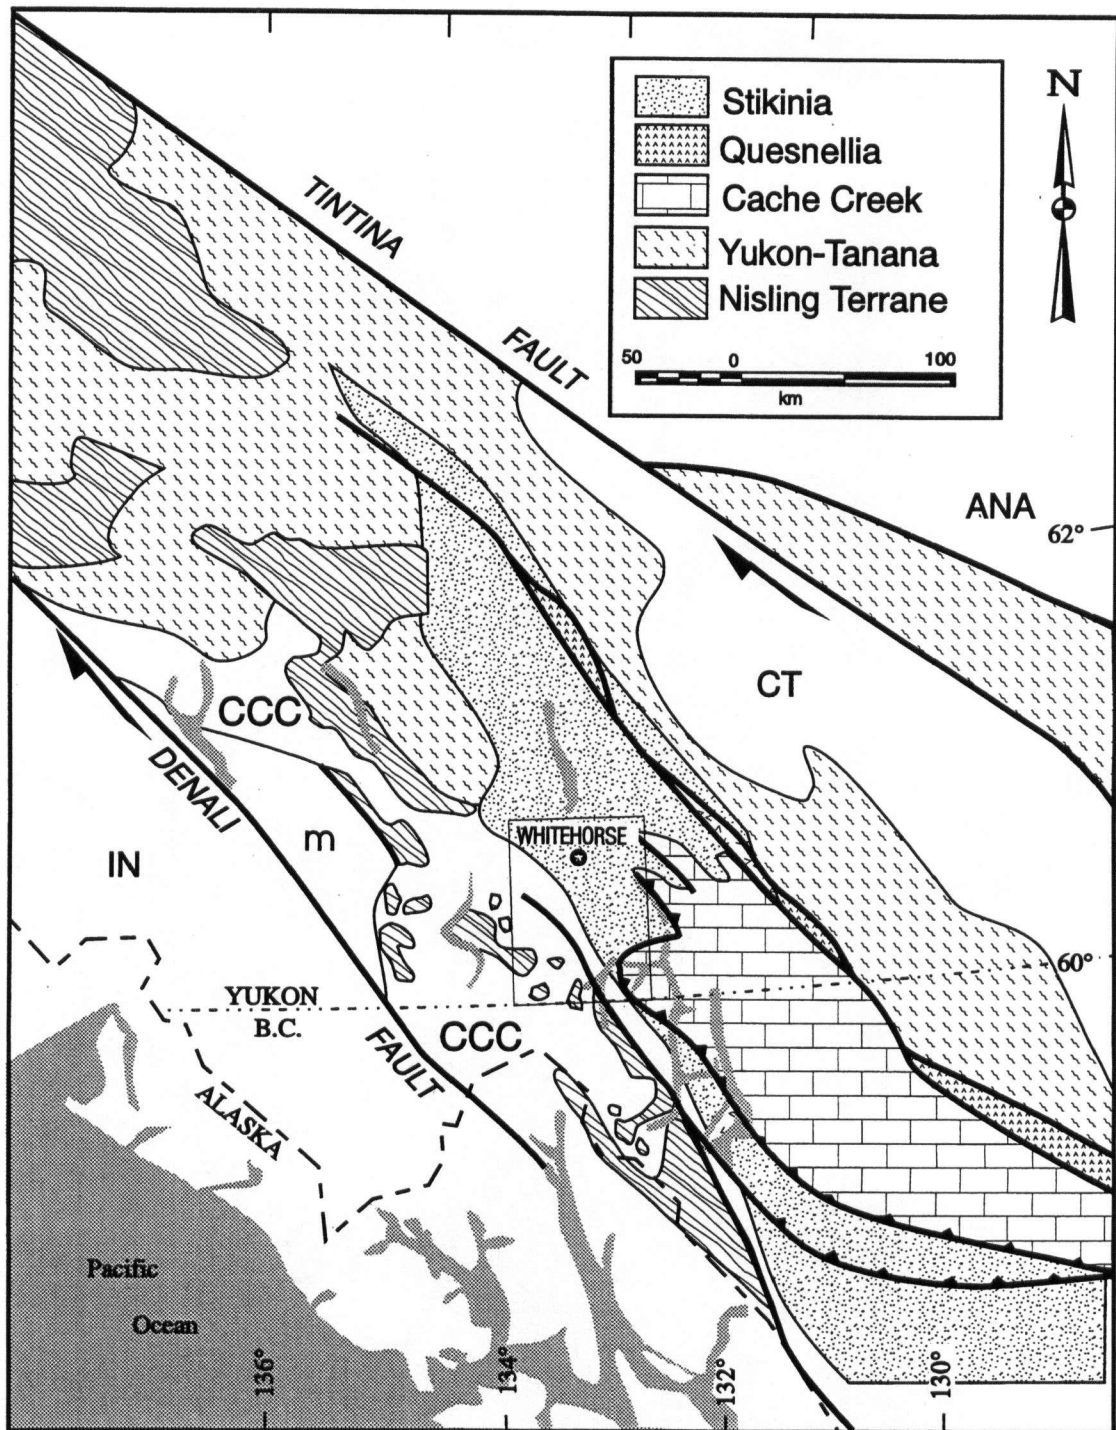 N
Stikinia
Quesnellia
Cache Creek
Yukon-Tanana
Nisling Terrane
50 0 100
km
TINTINA
FAULT
ANA
62°
CT
CCC
DENALI
m
WHITEHORSE
IN
60°
YUKON
B.C.
CCC
FAULT
ALASKA
Pacific
Ocean
136°
134°
132°
130°